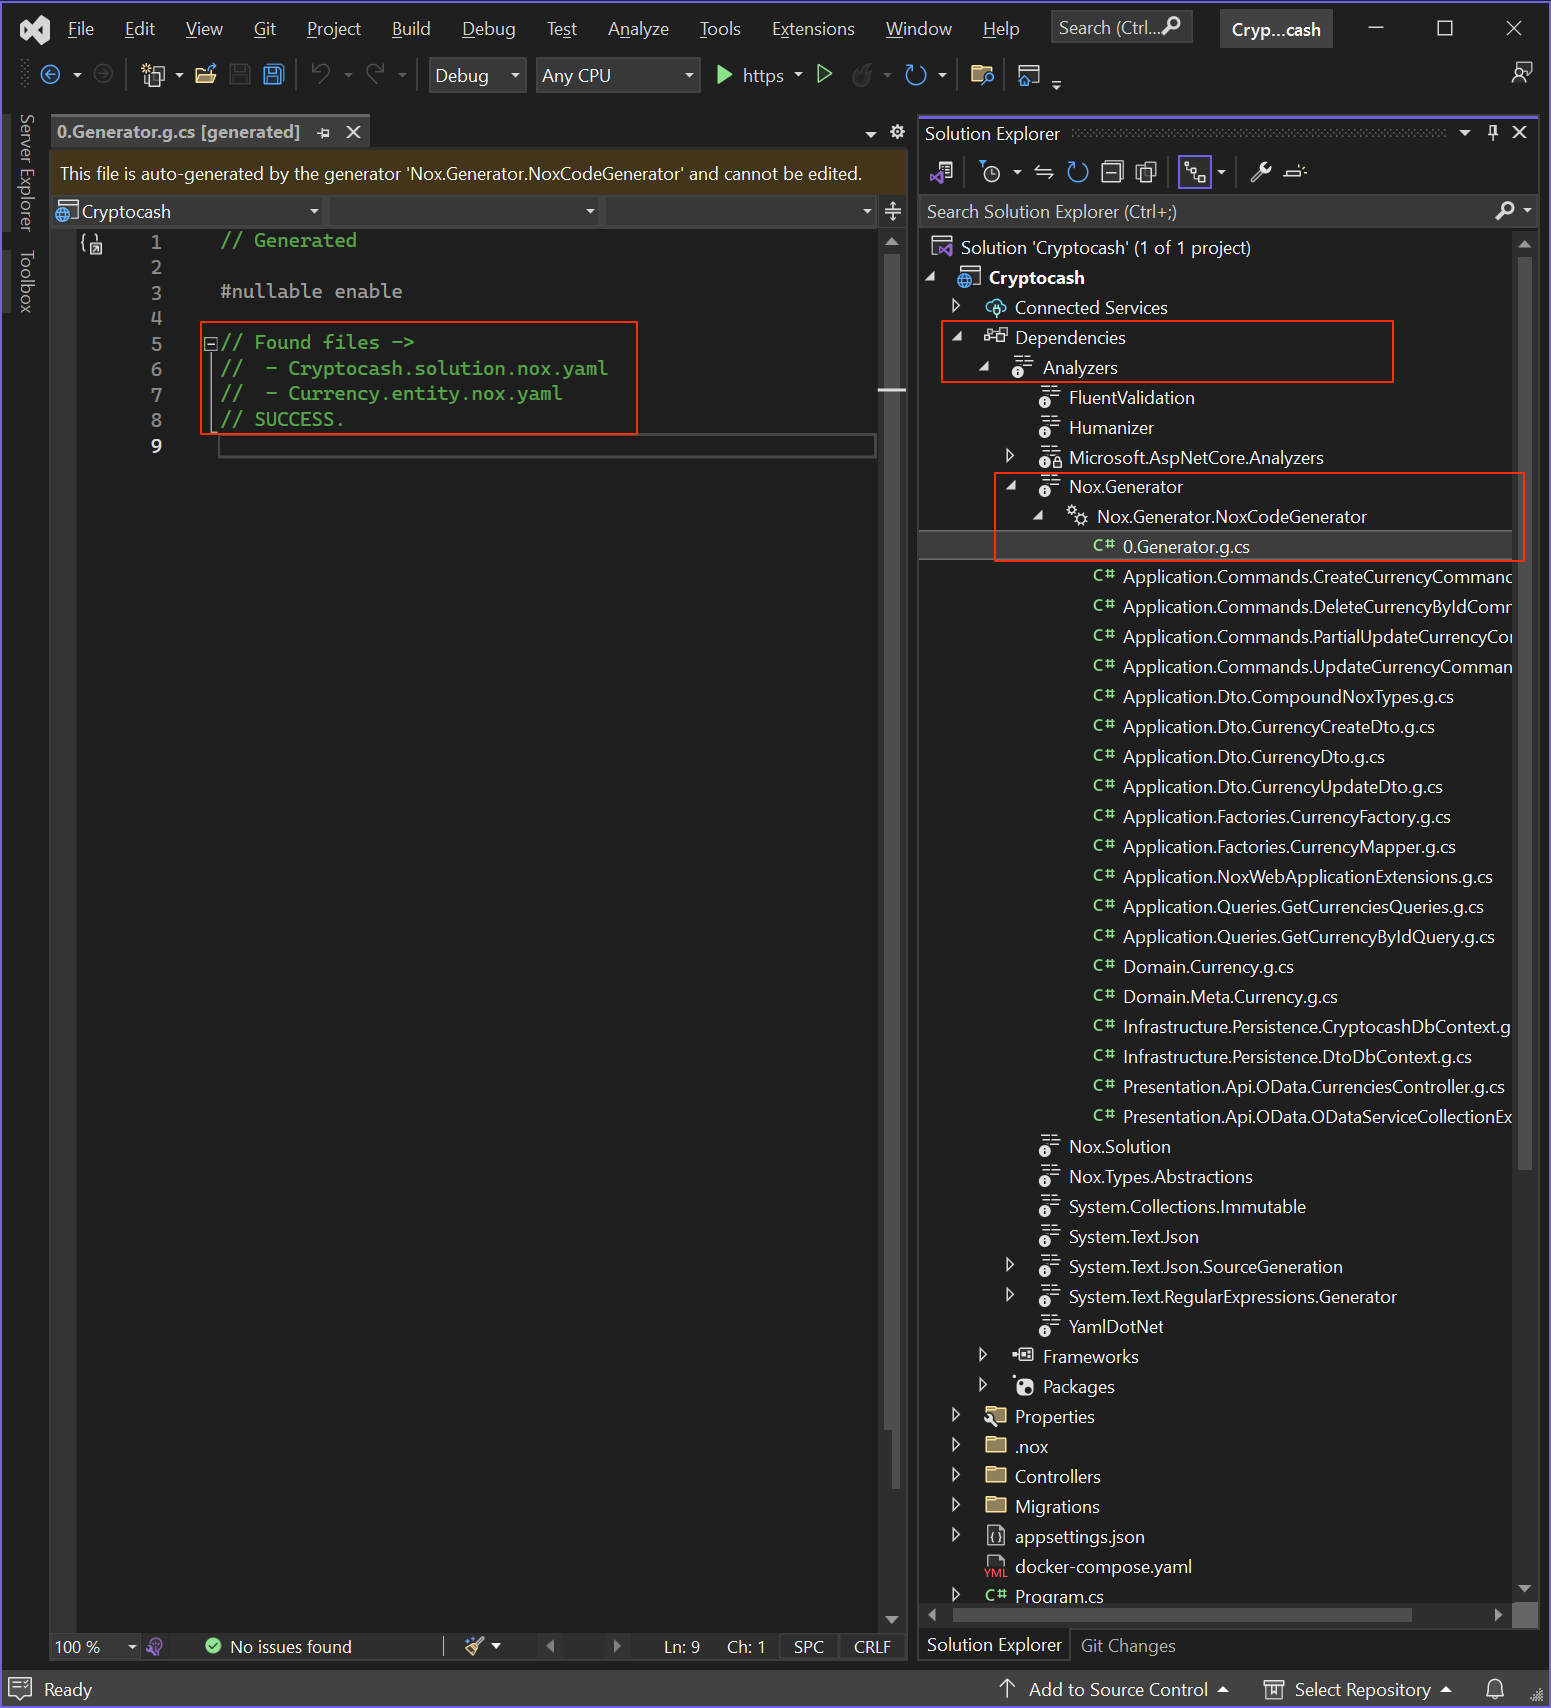 File Edit View Git Project Build Debug Test Analyze Tools Extensions Window Help Search (Ctrl... Cryp...cash
Debug Any CPU https
Server Explorer
Toolbox
0.Generator.g.cs [generated]
This file is auto-generated by the generator 'Nox.Generator.NoxCodeGenerator' and cannot be edited.
Cryptocash
1 // Generated
2
3 #nullable enable
4
5 // Found files ->
6 //  - Cryptocash.solution.nox.yaml
7 //  - Currency.entity.nox.yaml
8 // SUCCESS.
9
100 % No issues found Ln: 9 Ch: 1 SPC CRLF
Solution Explorer
Search Solution Explorer (Ctrl+;)
Solution 'Cryptocash' (1 of 1 project)
Cryptocash
Connected Services
Dependencies
Analyzers
FluentValidation
Humanizer
Microsoft.AspNetCore.Analyzers
Nox.Generator
Nox.Generator.NoxCodeGenerator
C# 0.Generator.g.cs
C# Application.Commands.CreateCurrencyCommand
C# Application.Commands.DeleteCurrencyByIdComm
C# Application.Commands.PartialUpdateCurrencyCo
C# Application.Commands.UpdateCurrencyComman
C# Application.Dto.CompoundNoxTypes.g.cs
C# Application.Dto.CurrencyCreateDto.g.cs
C# Application.Dto.CurrencyDto.g.cs
C# Application.Dto.CurrencyUpdateDto.g.cs
C# Application.Factories.CurrencyFactory.g.cs
C# Application.Factories.CurrencyMapper.g.cs
C# Application.NoxWebApplicationExtensions.g.cs
C# Application.Queries.GetCurrenciesQueries.g.cs
C# Application.Queries.GetCurrencyByIdQuery.g.cs
C# Domain.Currency.g.cs
C# Domain.Meta.Currency.g.cs
C# Infrastructure.Persistence.CryptocashDbContext.g
C# Infrastructure.Persistence.DtoDbContext.g.cs
C# Presentation.Api.OData.CurrenciesController.g.cs
C# Presentation.Api.OData.ODataServiceCollectionEx
Nox.Solution
Nox.Types.Abstractions
System.Collections.Immutable
System.Text.Json
System.Text.Json.SourceGeneration
System.Text.RegularExpressions.Generator
YamlDotNet
Frameworks
Packages
Properties
.nox
Controllers
Migrations
appsettings.json
YML docker-compose.yaml
C# Program.cs
Solution Explorer Git Changes
Ready Add to Source Control Select Repository